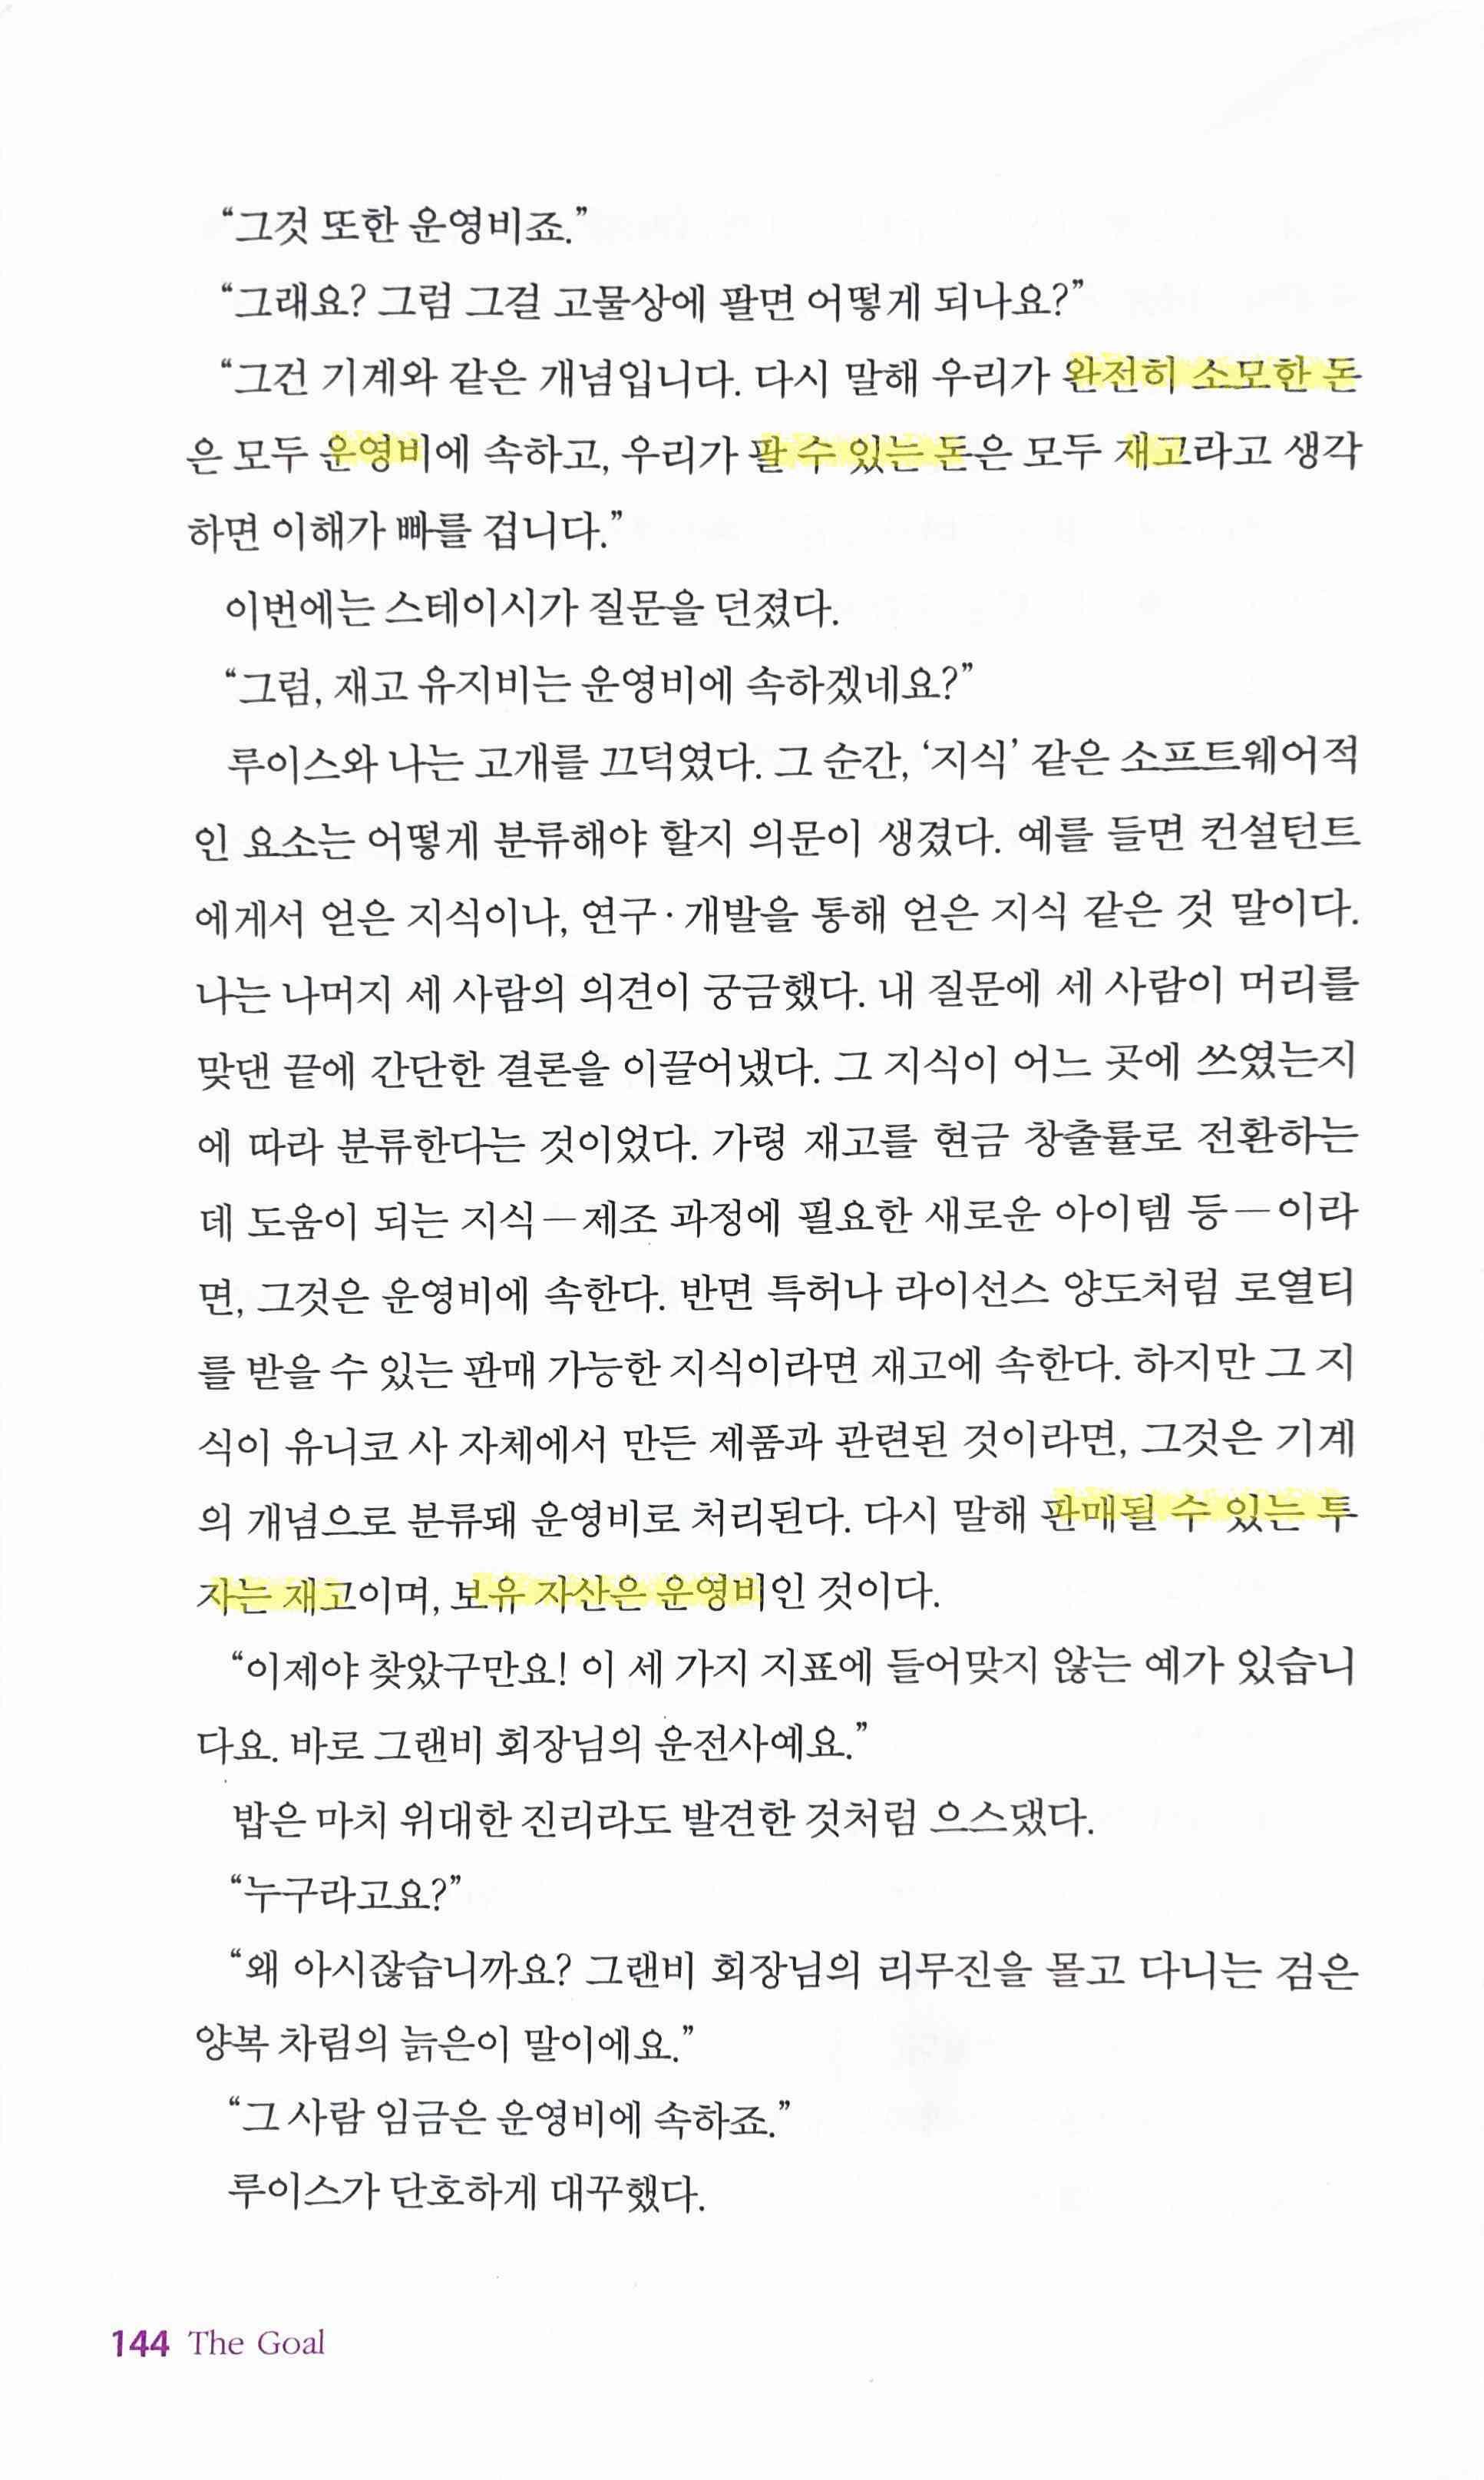 “그것 또한 운영비죠.”
“그래요? 그럼 그걸 고물상에 팔면 어떻게 되나요?”
“그건 기계와 같은 개념입니다. 다시 말해 우리가 완전히 소모한 돈
은 모두 운영비에 속하고, 우리가 팔 수 있는 돈은 모두 재고라고 생각
하면 이해가 빠를 겁니다.”
이번에는 스테이시가 질문을 던졌다.
“그럼, 재고 유지비는 운영비에 속하겠네요?”
루이스와 나는 고개를 끄덕였다. 그 순간, ‘지식’ 같은 소프트웨어적
인 요소는 어떻게 분류해야 할지 의문이 생겼다. 예를 들면 컨설턴트
에게서 얻은 지식이나, 연구·개발을 통해 얻은 지식 같은 것 말이다.
나는 나머지 세 사람의 의견이 궁금했다. 내 질문에 세 사람이 머리를
맞댄 끝에 간단한 결론을 이끌어냈다. 그 지식이 어느 곳에 쓰였는지
에 따라 분류한다는 것이었다. 가령 재고를 현금 창출률로 전환하는
데 도움이 되는 지식—제조 과정에 필요한 새로운 아이템 등—이라
면, 그것은 운영비에 속한다. 반면 특허나 라이선스 양도처럼 로열티
를 받을 수 있는 판매 가능한 지식이라면 재고에 속한다. 하지만 그 지
식이 유니코 사 자체에서 만든 제품과 관련된 것이라면, 그것은 기계
의 개념으로 분류돼 운영비로 처리된다. 다시 말해 판매될 수 있는 투
자는 재고이며, 보유 자산은 운영비인 것이다.
“이제야 찾았구만요! 이 세 가지 지표에 들어맞지 않는 예가 있습니
다요. 바로 그랜비 회장님의 운전사예요.”
밥은 마치 위대한 진리라도 발견한 것처럼 으스댔다.
“누구라고요?”
“왜 아시잖습니까요? 그랜비 회장님의 리무진을 몰고 다니는 검은
양복 차림의 늙은이 말이에요.”
“그 사람 임금은 운영비에 속하죠.”
루이스가 단호하게 대꾸했다.
144 The Goal